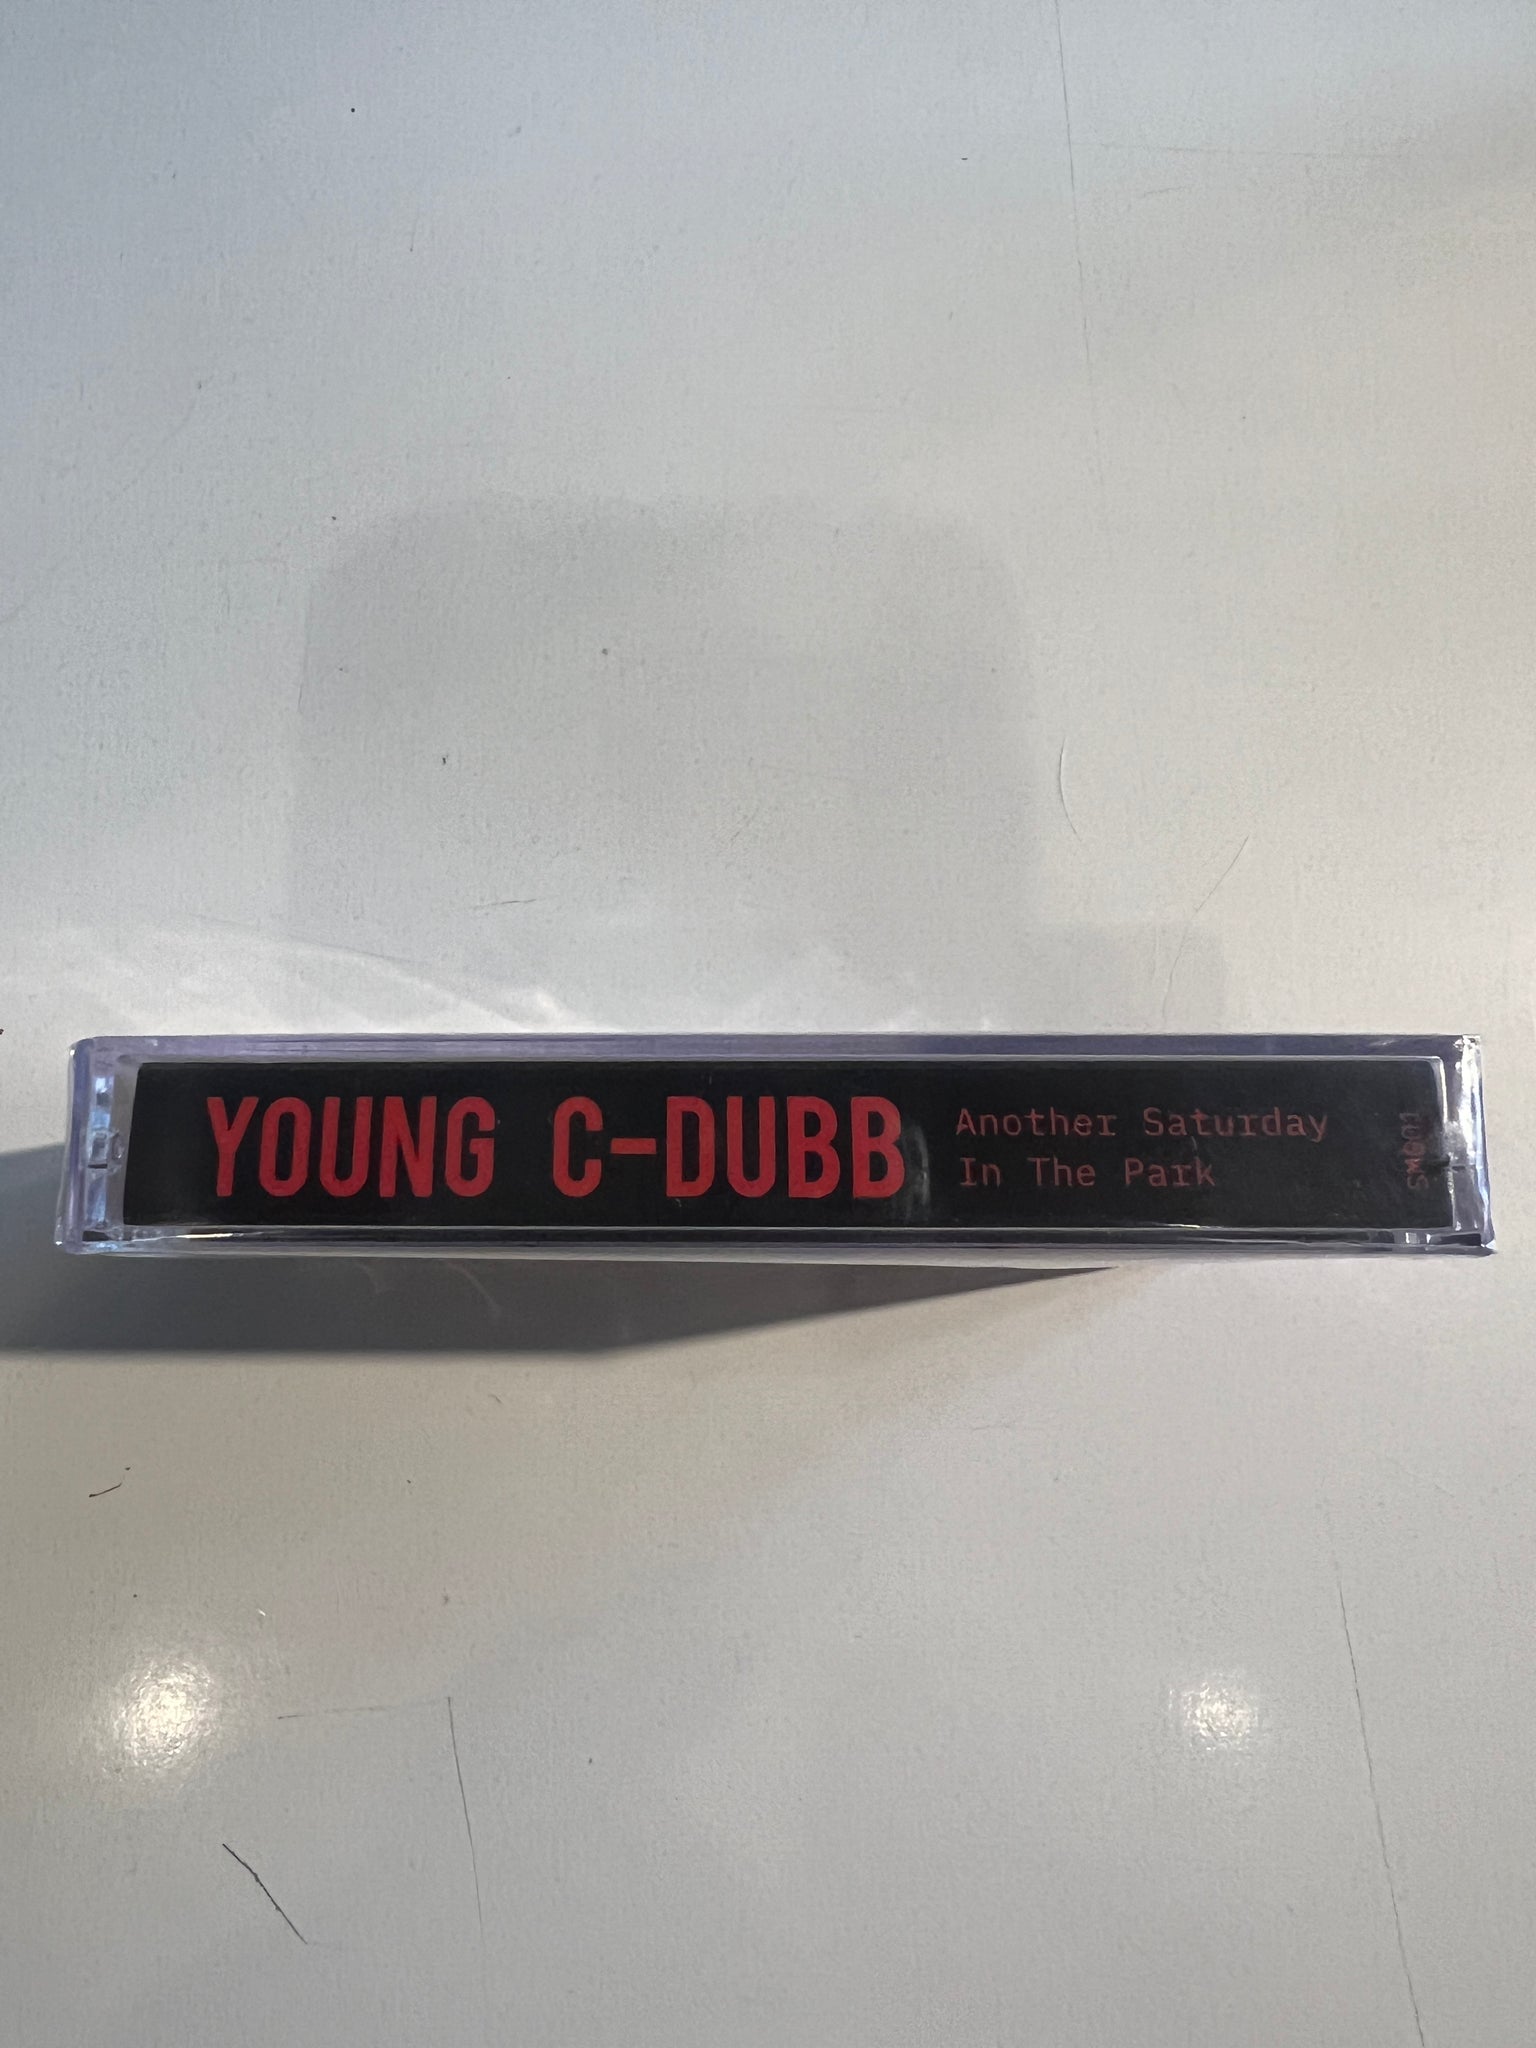 YOUNG C-DUBB
Another Saturday
In The Park
SM001